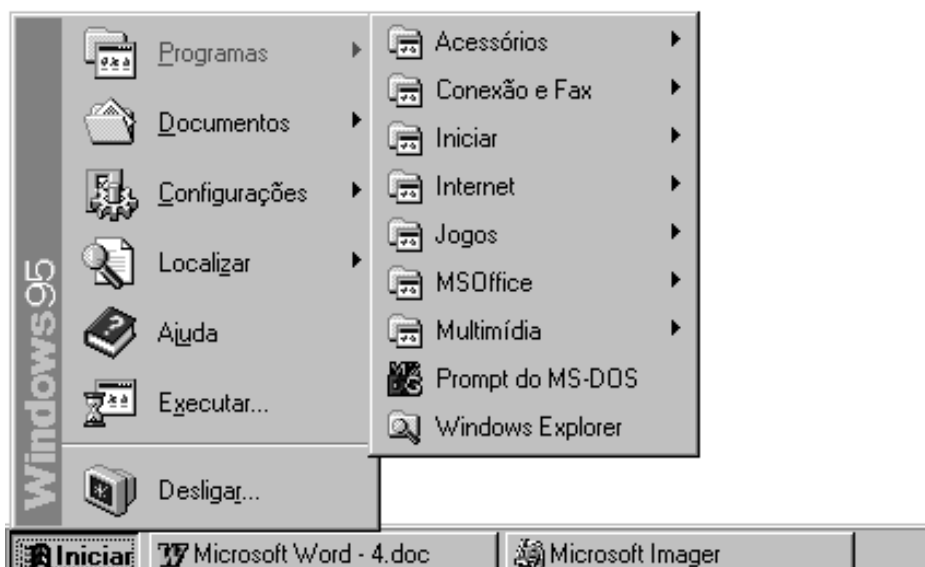 Windows95
Programas
Documentos
Configurações
Localizar
Ajuda
Executar...
Desligar...
Acessórios
Conexão e Fax
Iniciar
Internet
Jogos
MSOffice
Multimídia
Prompt do MS-DOS
Windows Explorer
Iniciar
Microsoft Word - 4.doc
Microsoft Imager